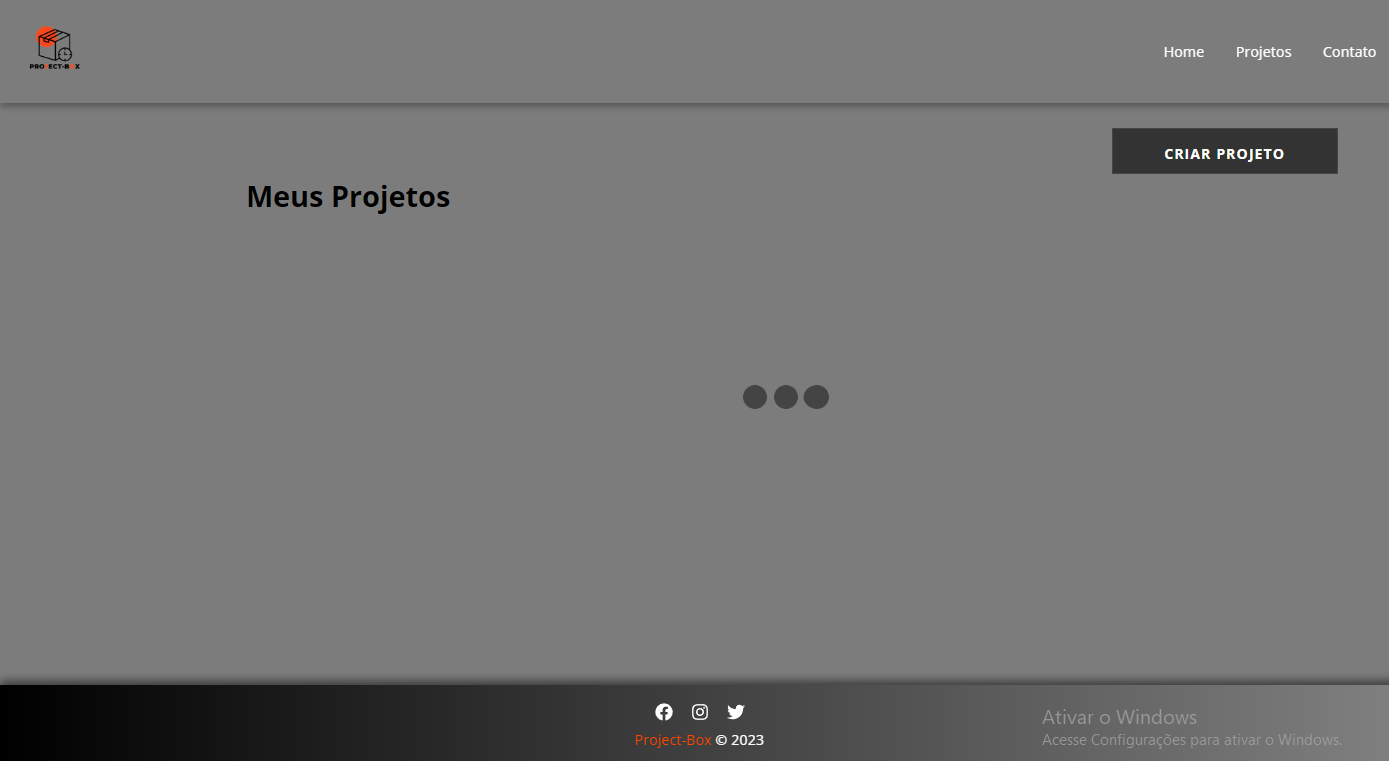 PROJECT-BOX
Home Projetos Contato
CRIAR PROJETO
Meus Projetos
Project-Box © 2023
Ativar o Windows
Acesse Configurações para ativar o Windows.